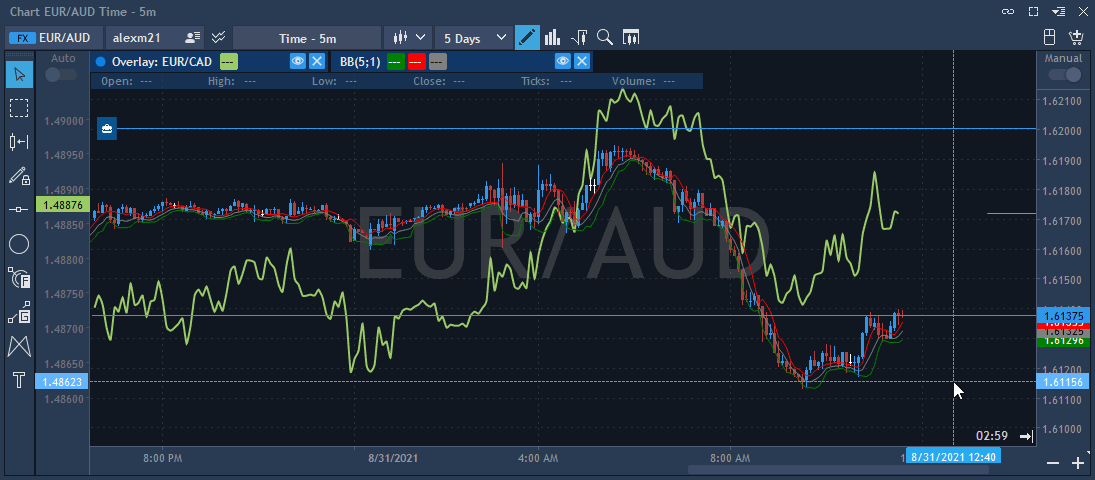 Chart EUR/AUD Time - 5m
FX EUR/AUD alexm21 Time - 5m 5 Days
Auto Overlay: EUR/CAD BB(5;1) Manual
Open: --- High: --- Low: --- Close: --- Ticks: --- Volume: ---
1.49000
1.48950
1.48900
1.48876
1.48850
1.48800
1.48750
1.48700
1.48650
1.48623
1.48600
EUR/AUD
1.62100
1.62000
1.61900
1.61800
1.61700
1.61600
1.61500
1.61375
1.61325
1.61296
1.61200
1.61156
1.61100
1.61000
02:59
8:00 PM 8/31/2021 4:00 AM 8:00 AM 8/31/2021 12:40
F
G
T